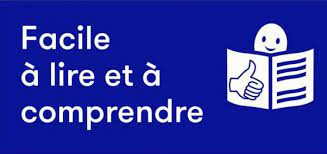 Facile
à lire et à
comprendre